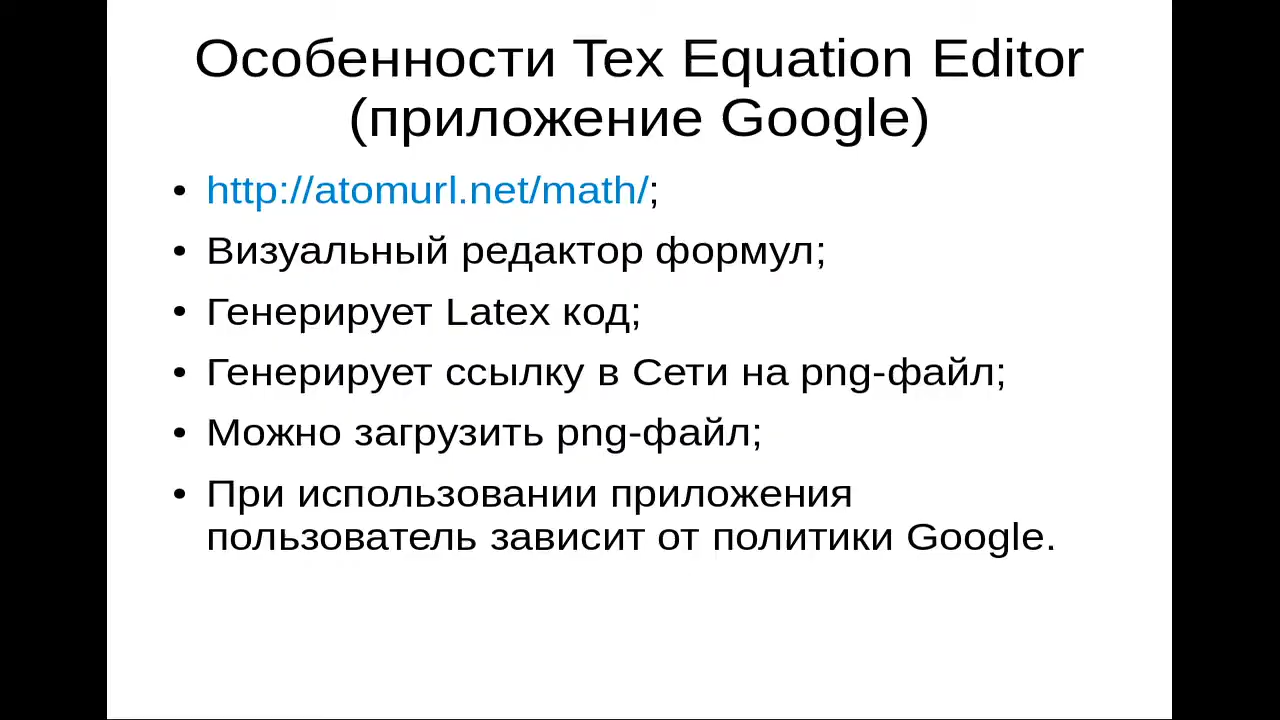 Особенности Tex Equation Editor
(приложение Google)
• http://atomurl.net/math/;
• Визуальный редактор формул;
• Генерирует Latex код;
• Генерирует ссылку в Сети на png-файл;
• Можно загрузить png-файл;
• При использовании приложения
пользователь зависит от политики Google.